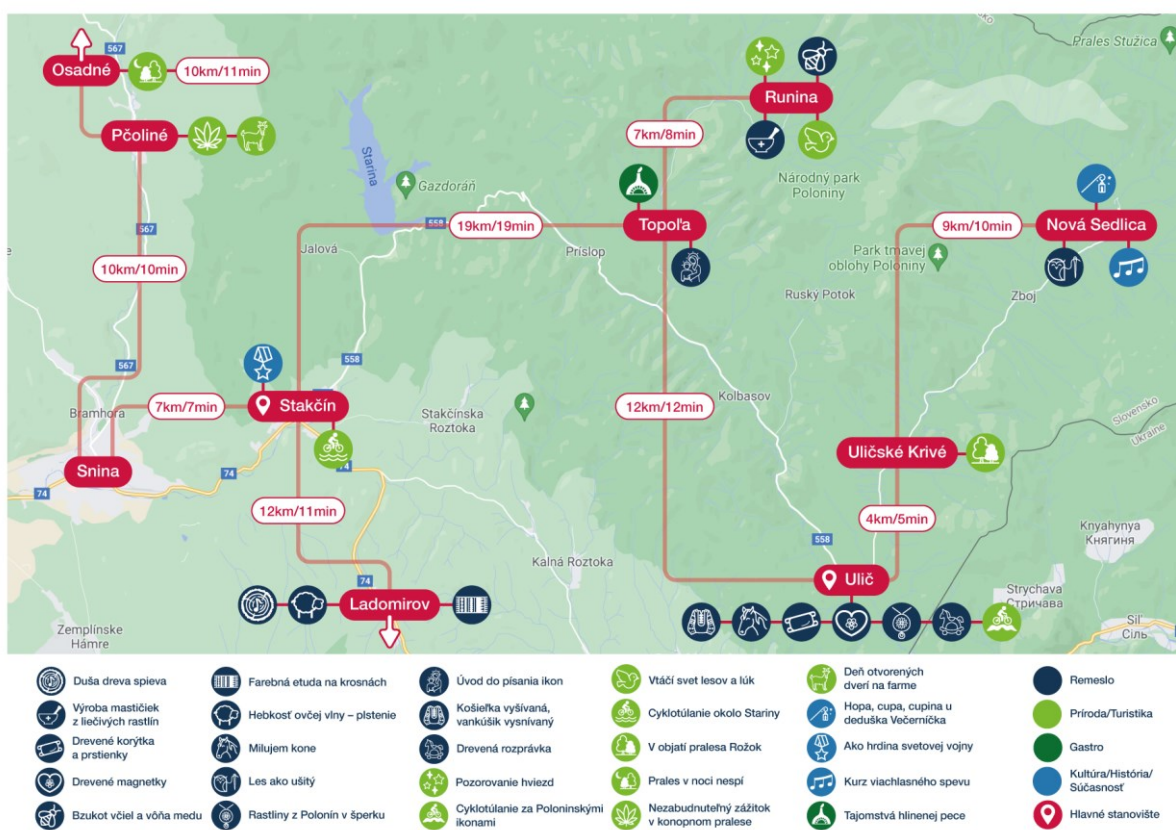 567
Osadné
10km/11min
Pčoliné
567
10km/10min
567
Bramhora
Snina
74
74
7km/7min
Stakčín
74
12km/11min
74
Ladomirov
Zemplínske
Hámre
Starina
Gazdoráň
Jalová
558
19km/19min
558
Stakčínska
Roztoka
Kalná Roztoka
Príslop
Topoľa
7km/8min
Runina
Národný park
Poloniny
Prales Stužica
12km/12min
Kolbasov
Ruský Potok
Park tmavej
oblohy Poloniny
9km/10min
Nová Sedlica
Zboj
Slovensko
Ukraine
Uličské Krivé
4km/5min
558
Ulič
Knyahynya
Княгиня
Strychava
Стричава
Sil'
Сіль
Duša dreva spieva
Výroba mastičiek
z liečivých rastlín
Drevené korýtka
a prstienky
Drevené magnetky
Bzukot včiel a vôňa medu
Farebná etuda na krosnách
Hebkosť ovčej vlny – plstenie
Milujem kone
Les ako ušitý
Rastliny z Polonín v šperku
Úvod do písania ikon
Košieľka vyšívaná,
vankúšik vysnívaný
Drevená rozprávka
Pozorovanie hviezd
Cyklotúlanie za Poloninskými
ikonami
Vtáčí svet lesov a lúk
Cyklotúlanie okolo Stariny
V objatí pralesa Rožok
Prales v noci nespí
Nezabudnuteľný zážitok
v konopnom pralese
Deň otvorených
dverí na farme
Hopa, cupa, cupina u
deduška Večerníčka
Ako hrdina svetovej vojny
Kurz viachlasného spevu
Tajomstvá hlinenej pece
Remeslo
Príroda/Turistika
Gastro
Kultúra/História/
Súčasnosť
Hlavné stanovište